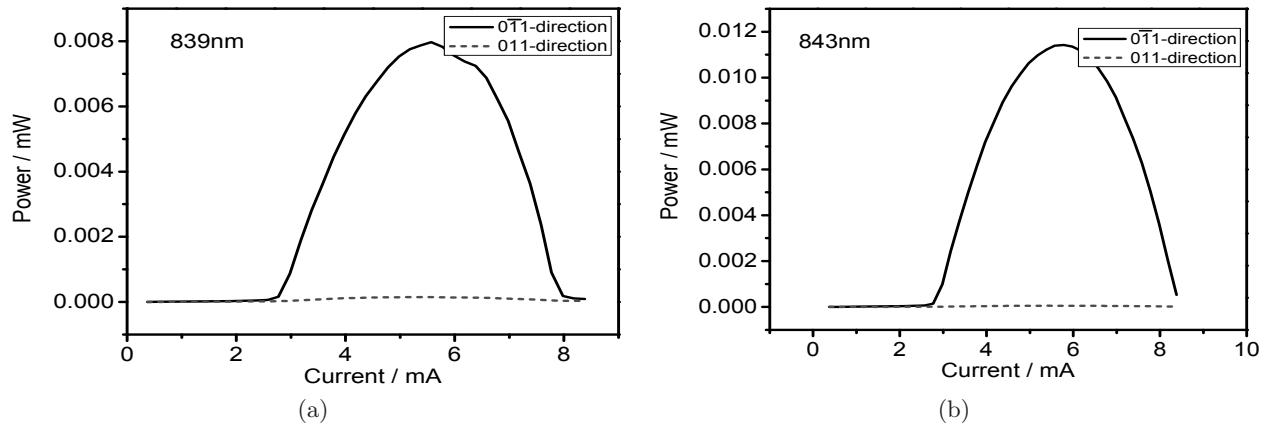 839nm
01̅1-direction
011-direction
0.008
0.006
0.004
0.002
0.000
Power / mW
0 2 4 6 8
Current / mA
(a)
843nm
01̅1-direction
011-direction
0.012
0.010
0.008
0.006
0.004
0.002
0.000
Power / mW
0 2 4 6 8 10
Current / mA
(b)